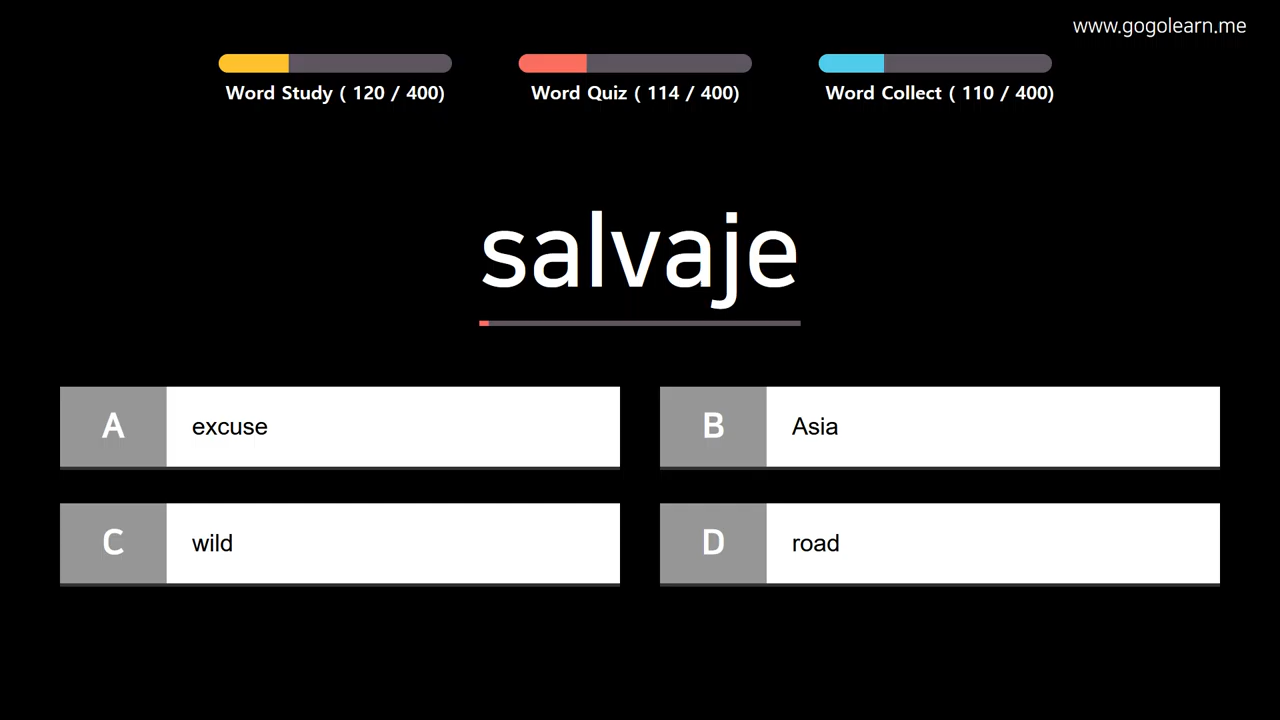 www.gogolearn.me
Word Study ( 120 / 400)
Word Quiz ( 114 / 400)
Word Collect ( 110 / 400)
salvaje
A excuse
B Asia
C wild
D road